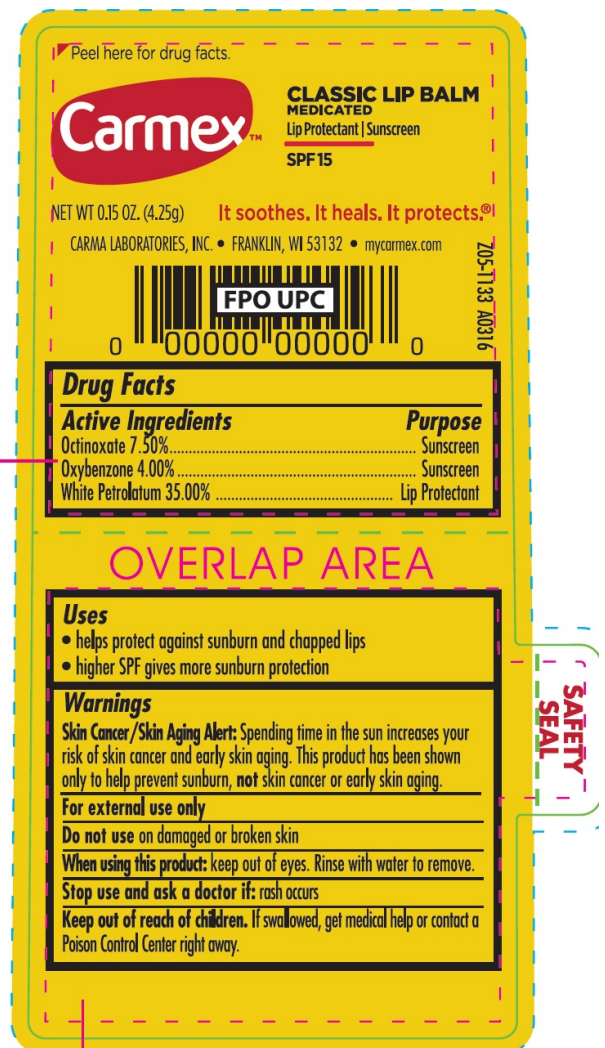 Peel here for drug facts.
Carmex™
CLASSIC LIP BALM
MEDICATED
Lip Protectant | Sunscreen
SPF 15
NET WT 0.15 OZ. (4.25g)
It soothes. It heals. It protects.®
CARMA LABORATORIES, INC. • FRANKLIN, WI 53132 • mycarmex.com
Z05-T133 A0316
FPO UPC
0 00000 00000 0
Drug Facts
Active Ingredients Purpose
Octinoxate 7.50%........................................................ Sunscreen
Oxybenzone 4.00%...................................................... Sunscreen
White Petrolatum 35.00% ........................................ Lip Protectant
OVERLAP AREA
Uses
• helps protect against sunburn and chapped lips
• higher SPF gives more sunburn protection
Warnings
Skin Cancer/Skin Aging Alert: Spending time in the sun increases your
risk of skin cancer and early skin aging. This product has been shown
only to help prevent sunburn, not skin cancer or early skin aging.
For external use only
Do not use on damaged or broken skin
When using this product: keep out of eyes. Rinse with water to remove.
Stop use and ask a doctor if: rash occurs
Keep out of reach of children. If swallowed, get medical help or contact a
Poison Control Center right away.
SAFETY
SEAL